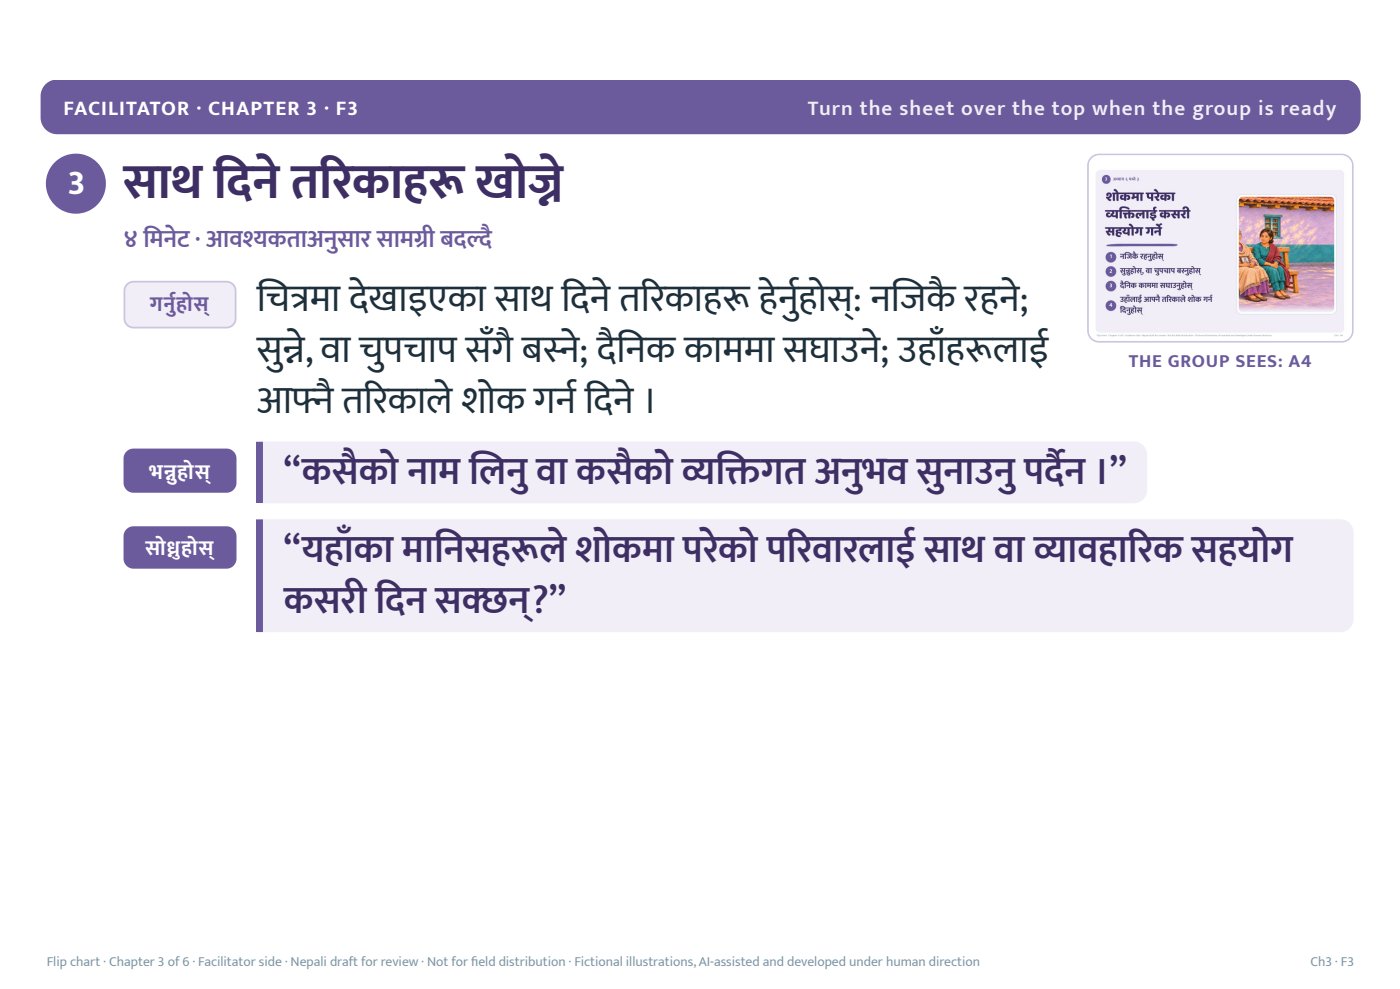 FACILITATOR · CHAPTER 3 · F3
Turn the sheet over the top when the group is ready
3
साथ दिने तरिकाहरू खोज्ने
४ मिनेट · आवश्यकताअनुसार सामग्री बदल्दै
गर्नुहोस्
चित्रमा देखाइएका साथ दिने तरिकाहरू हेर्नुहोस्: नजिकै रहने;
सुन्ने, वा चुपचाप सँगै बस्ने; दैनिक काममा सघाउने; उहाँहरूलाई
आफ्नै तरिकाले शोक गर्न दिने ।
शोकमा परेका
व्यक्तिलाई कसरी
सहयोग गर्ने
1 नजिकै रहनुहोस्
2 सुन्नुहोस्, वा चुपचाप बस्नुहोस्
3 दैनिक काममा सघाउनुहोस्
4 उहाँलाई आफ्नै तरिकाले शोक गर्न
दिनुहोस्
THE GROUP SEES: A4
भन्नुहोस्
“कसैको नाम लिनु वा कसैको व्यक्तिगत अनुभव सुनाउनु पर्दैन ।”
सोध्नुहोस्
“यहाँका मानिसहरूले शोकमा परेको परिवारलाई साथ वा व्यावहारिक सहयोग
कसरी दिन सक्छन्?”
Flip chart · Chapter 3 of 6 · Facilitator side · Nepali draft for review · Not for field distribution · Fictional illustrations, AI-assisted and developed under human direction
Ch3 · F3